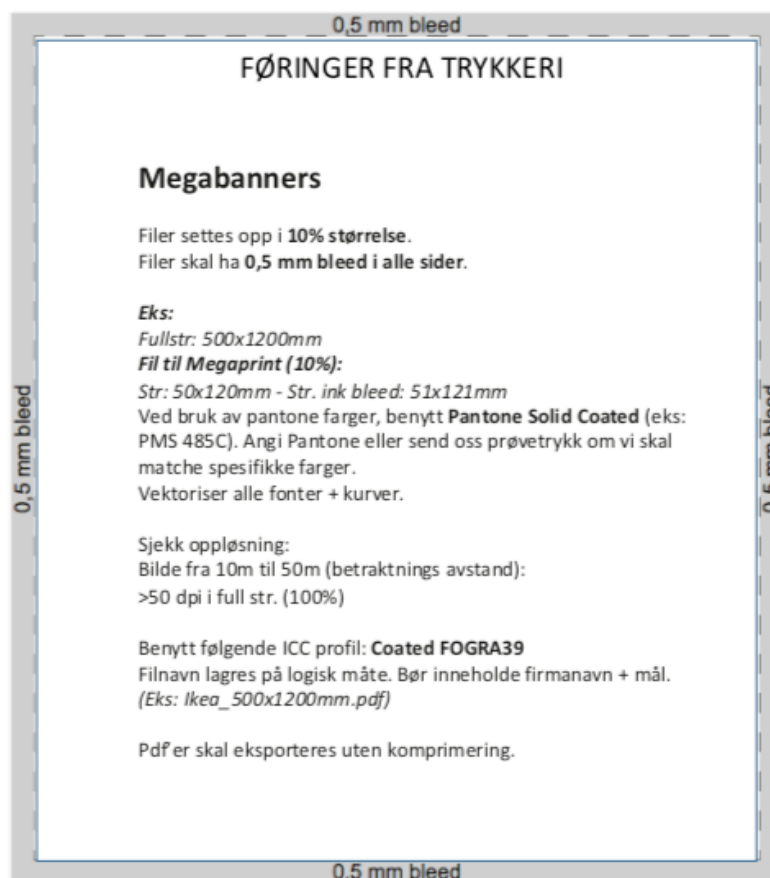 0,5 mm bleed
FØRINGER FRA TRYKKERI
Megabanners
Filer settes opp i 10% størrelse.
Filer skal ha 0,5 mm bleed i alle sider.
Eks:
Fullstr: 500x1200mm
Fil til Megaprint (10%):
Str: 50x120mm - Str. ink bleed: 51x121mm
Ved bruk av pantone farger, benytt Pantone Solid Coated (eks:
PMS 485C). Angi Pantone eller send oss prøvetrykk om vi skal
matche spesifikke farger.
Vektoriser alle fonter + kurver.
Sjekk oppløsning:
Bilde fra 10m til 50m (betraktnings avstand):
>50 dpi i full str. (100%)
Benytt følgende ICC profil: Coated FOGRA39
Filnavn lagres på logisk måte. Bør inneholde firmanavn + mål.
(Eks: Ikea_500x1200mm.pdf)
Pdf'er skal eksporteres uten komprimering.
0,5 mm bleed
0,5 mm bleed
0,5 mm bleed